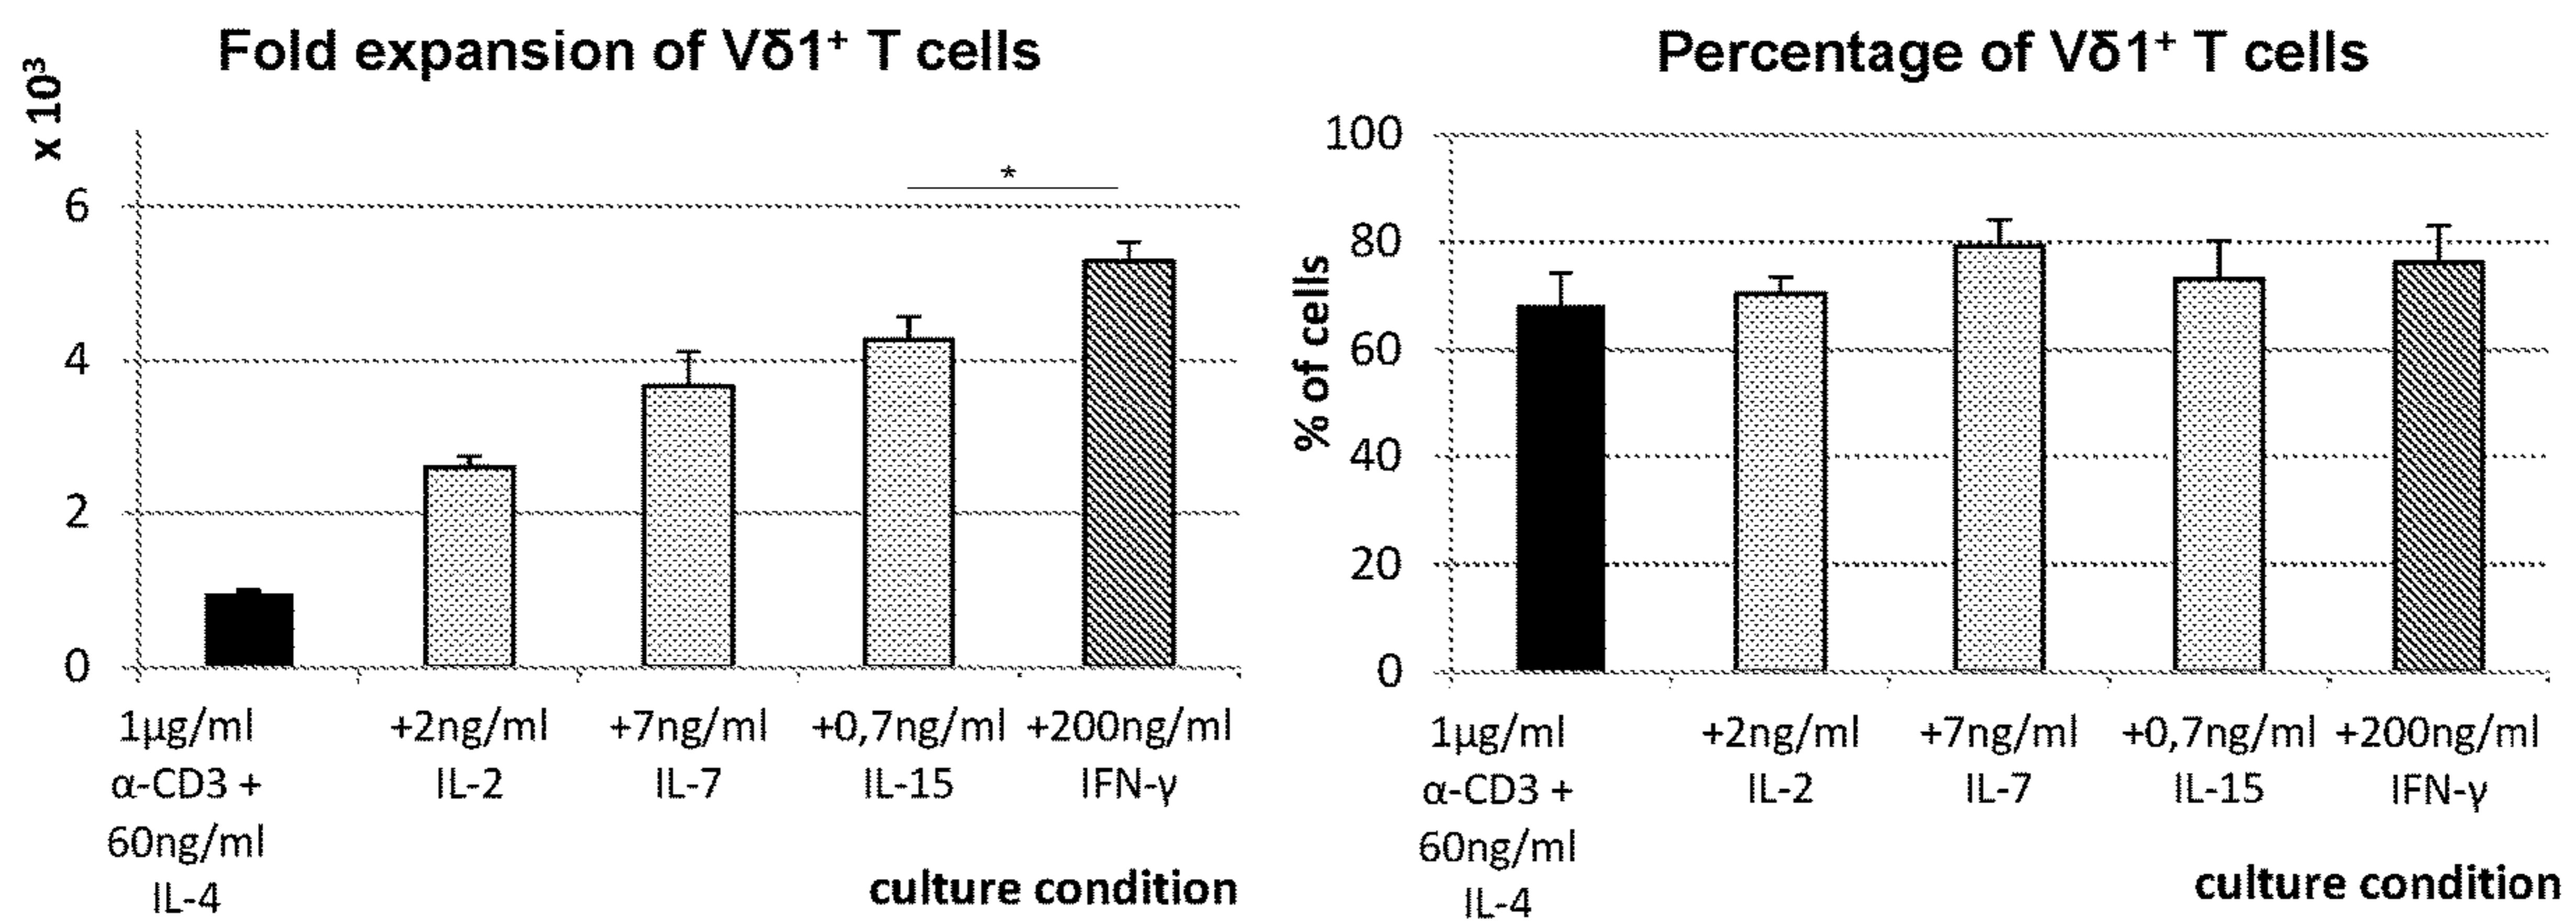 Fold expansion of Vδ1⁺ T cells
x 10³
6
4
2
0
*
1µg/ml
α-CD3 +
60ng/ml
IL-4
+2ng/ml
IL-2
+7ng/ml
IL-7
+0,7ng/ml
IL-15
+200ng/ml
IFN-γ
culture condition
Percentage of Vδ1⁺ T cells
% of cells
100
80
60
40
20
0
1µg/ml
α-CD3 +
60ng/ml
IL-4
+2ng/ml
IL-2
+7ng/ml
IL-7
+0,7ng/ml
IL-15
+200ng/ml
IFN-γ
culture condition